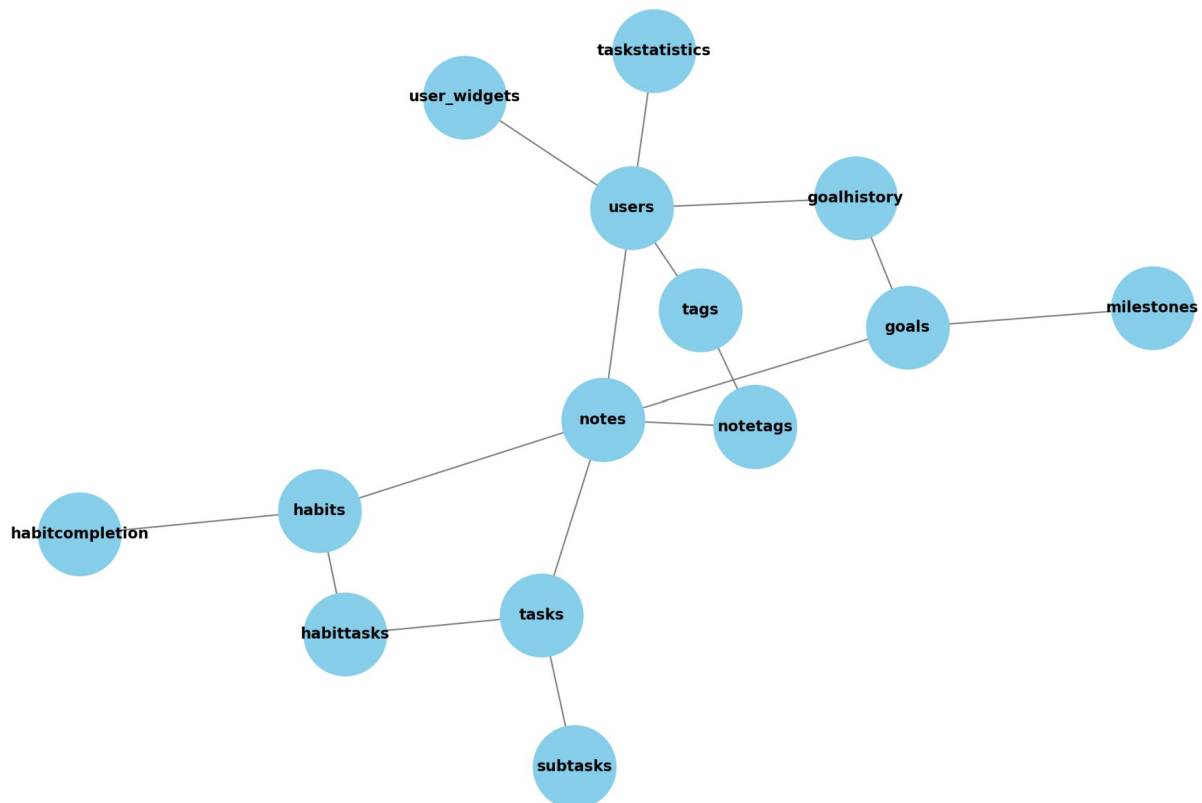 taskstatistics
user_widgets
goalhistory
users
milestones
tags
goals
notes
notetags
habits
habitcompletion
tasks
habittasks
subtasks